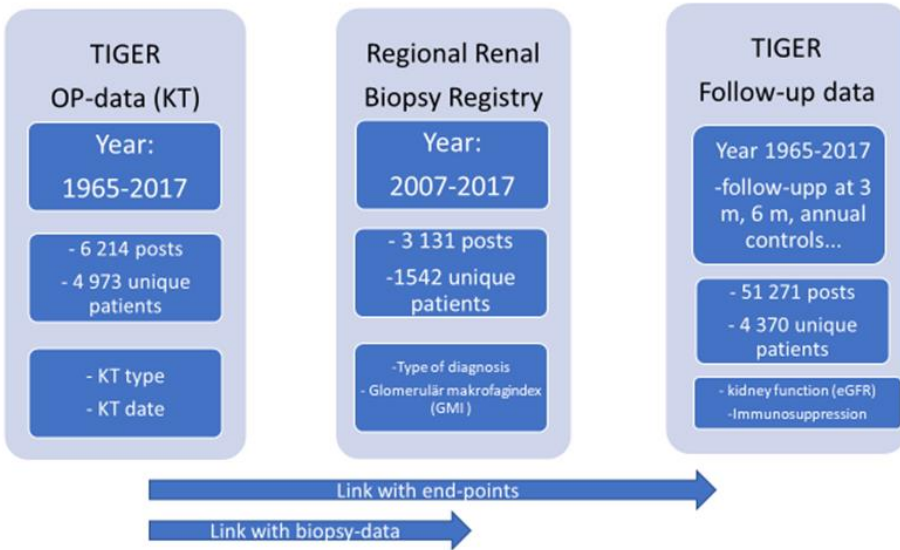 TIGER
OP-data (KT)
Year:
1965-2017
- 6 214 posts
- 4 973 unique
patients
- KT type
- KT date
Regional Renal
Biopsy Registry
Year:
2007-2017
- 3 131 posts
-1542 unique
patients
-Type of diagnosis
- Glomerulär makrofagindex
(GMI )
TIGER
Follow-up data
Year 1965-2017
-follow-upp at 3
m, 6 m, annual
controls...
- 51 271 posts
- 4 370 unique
patients
- kidney function (eGFR)
-Immunosuppression
Link with end-points
Link with biopsy-data